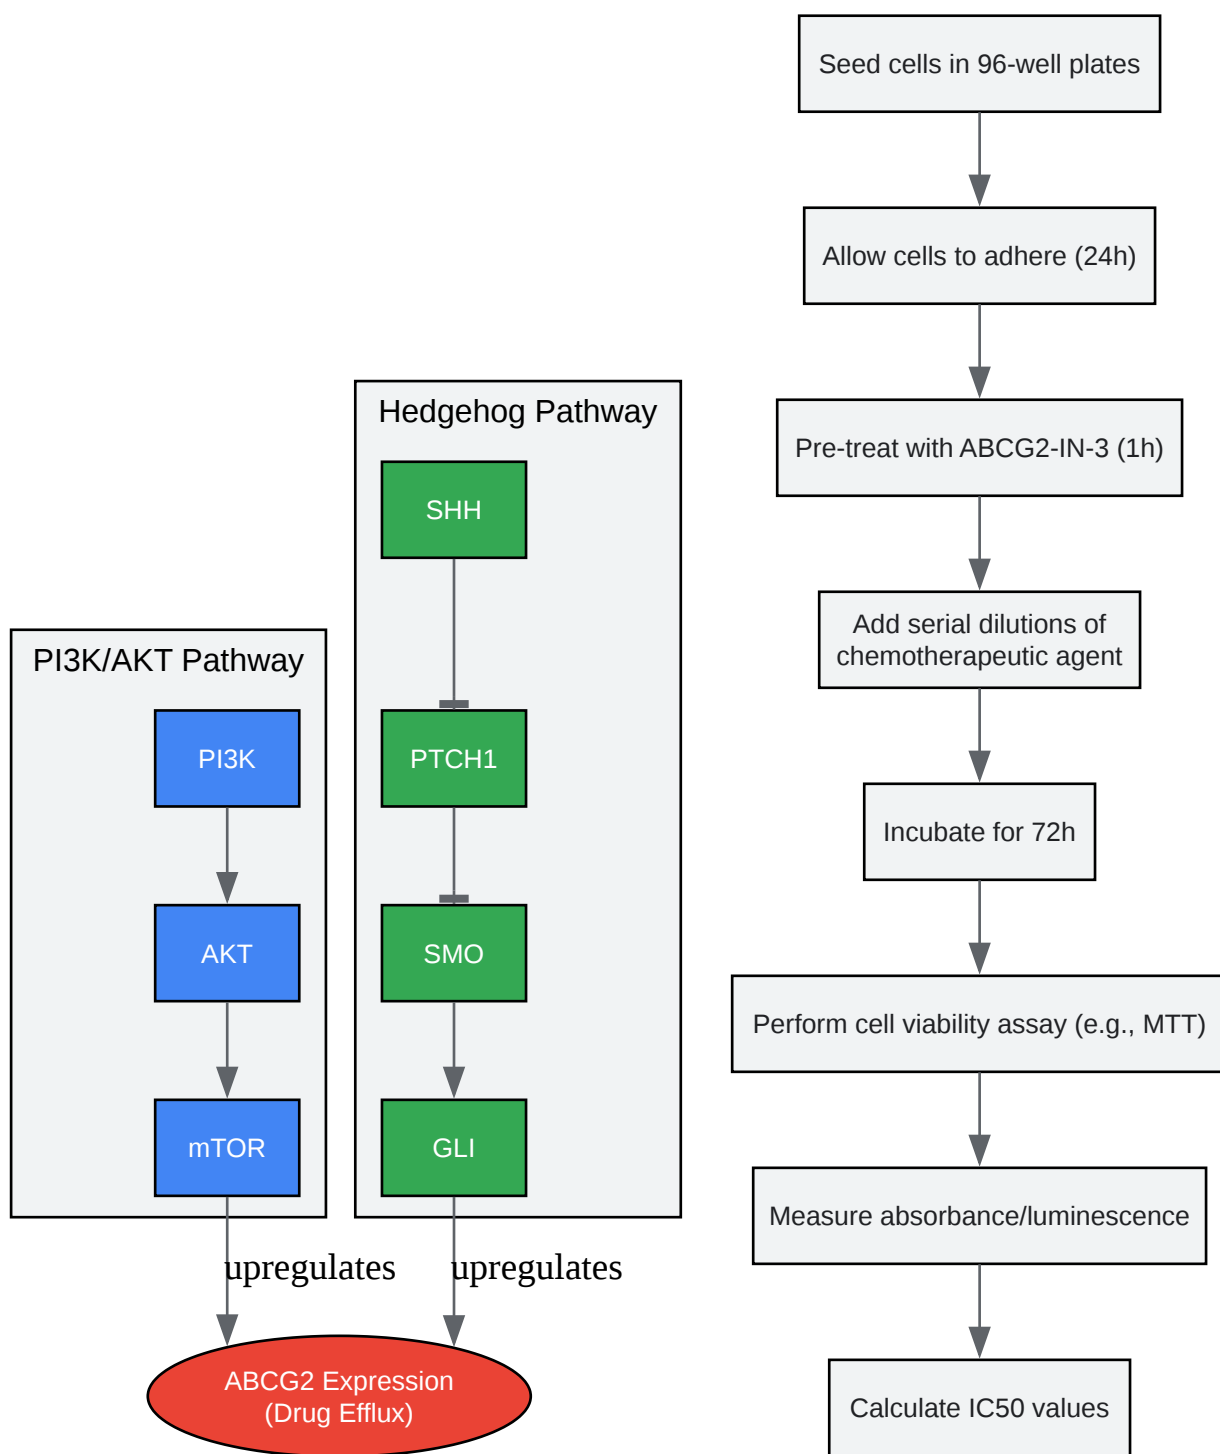 PI3K/AKT Pathway
PI3K
AKT
mTOR
upregulates
Hedgehog Pathway
SHH
PTCH1
SMO
GLI
upregulates
ABCG2 Expression
(Drug Efflux)
Seed cells in 96-well plates
Allow cells to adhere (24h)
Pre-treat with ABCG2-IN-3 (1h)
Add serial dilutions of
chemotherapeutic agent
Incubate for 72h
Perform cell viability assay (e.g., MTT)
Measure absorbance/luminescence
Calculate IC50 values